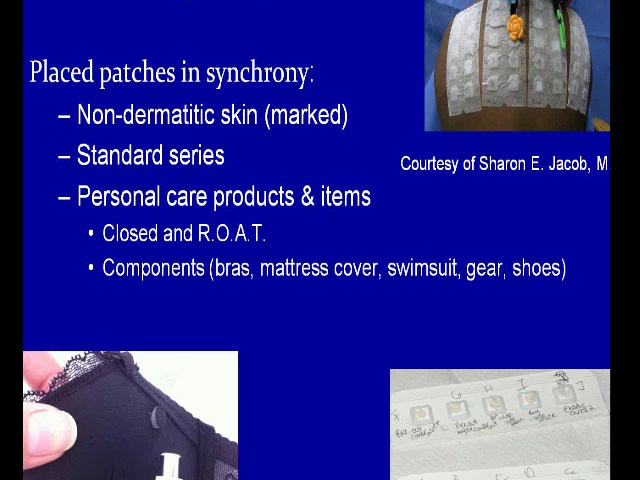 Placed patches in synchrony:
– Non-dermatitic skin (marked)
– Standard series
Courtesy of Sharon E. Jacob, M
– Personal care products & items
• Closed and R.O.A.T.
• Components (bras, mattress cover, swimsuit, gear, shoes)
G H I J